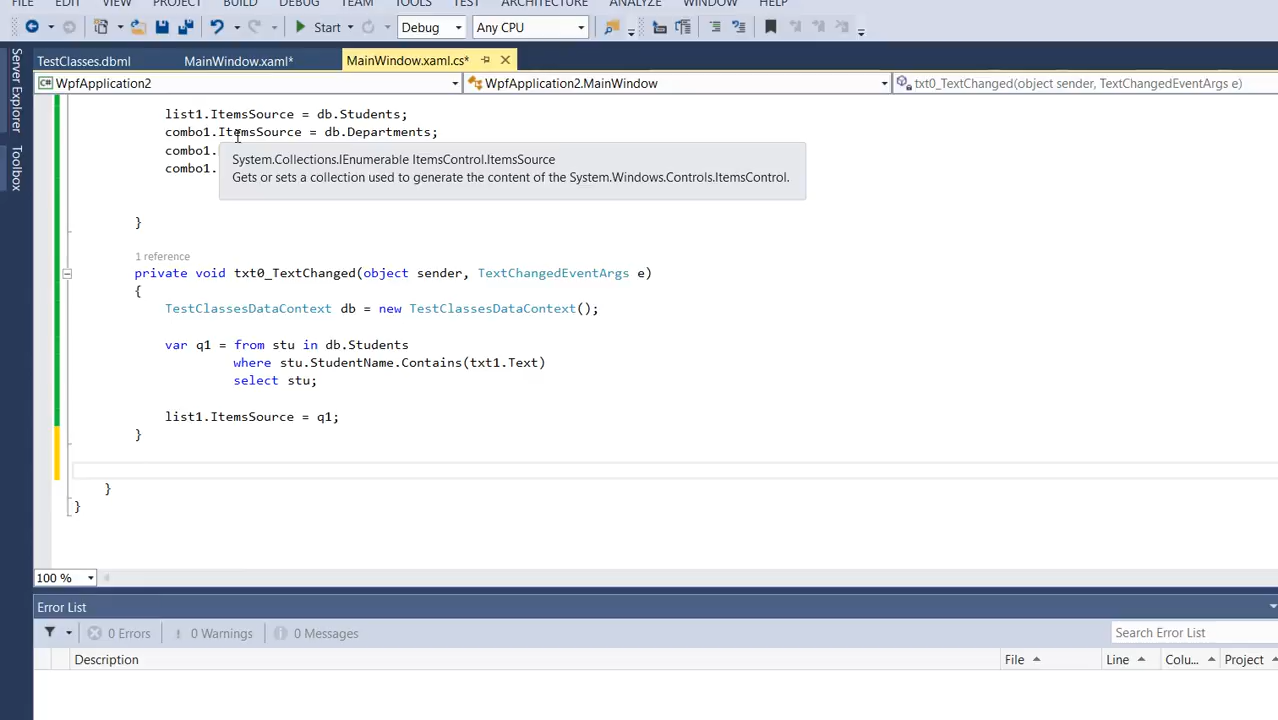 FILE EDIT VIEW PROJECT BUILD DEBUG TEAM TOOLS TEST ARCHITECTURE ANALYZE WINDOW HELP
Start Debug Any CPU
TestClasses.dbml MainWindow.xaml* MainWindow.xaml.cs*
C# WpfApplication2 WpfApplication2.MainWindow txt0_TextChanged(object sender, TextChangedEventArgs e)
Server Explorer
Toolbox
list1.ItemsSource = db.Students;
combo1.ItemsSource = db.Departments;
combo1.
System.Collections.IEnumerable ItemsControl.ItemsSource
combo1.
Gets or sets a collection used to generate the content of the System.Windows.Controls.ItemsControl.
}
1 reference
private void txt0_TextChanged(object sender, TextChangedEventArgs e)
{
TestClassesDataContext db = new TestClassesDataContext();
var q1 = from stu in db.Students
where stu.StudentName.Contains(txt1.Text)
select stu;
list1.ItemsSource = q1;
}
}
}
100 %
Error List
0 Errors 0 Warnings 0 Messages Search Error List
Description File Line Colu... Project